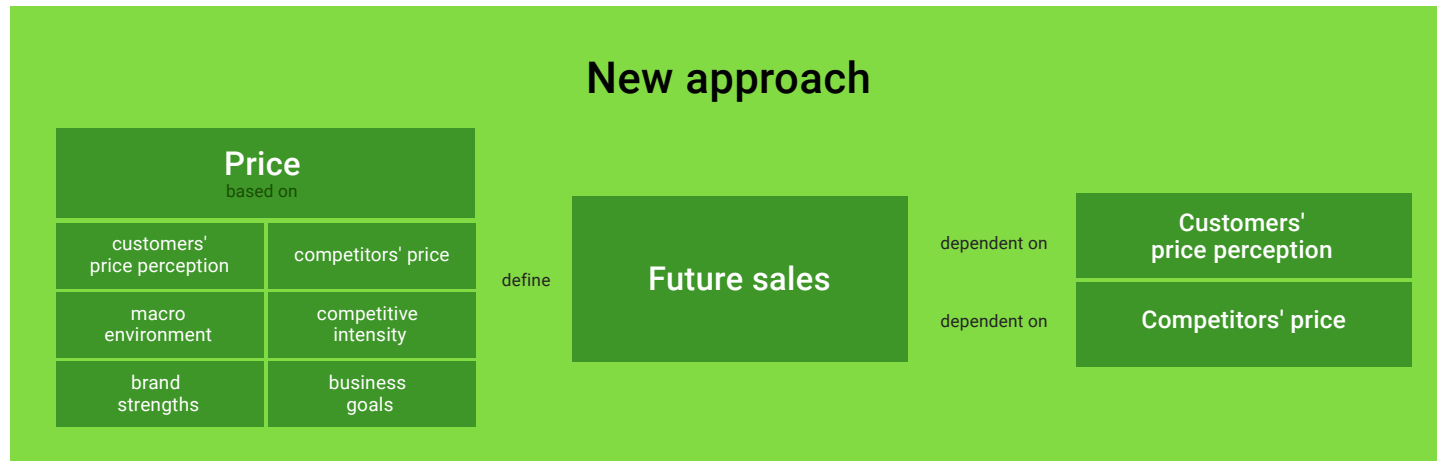 New approach
Price
based on
customers'
price perception
competitors' price
macro
environment
competitive
intensity
brand
strengths
business
goals
define
Future sales
dependent on
dependent on
Customers'
price perception
Competitors' price